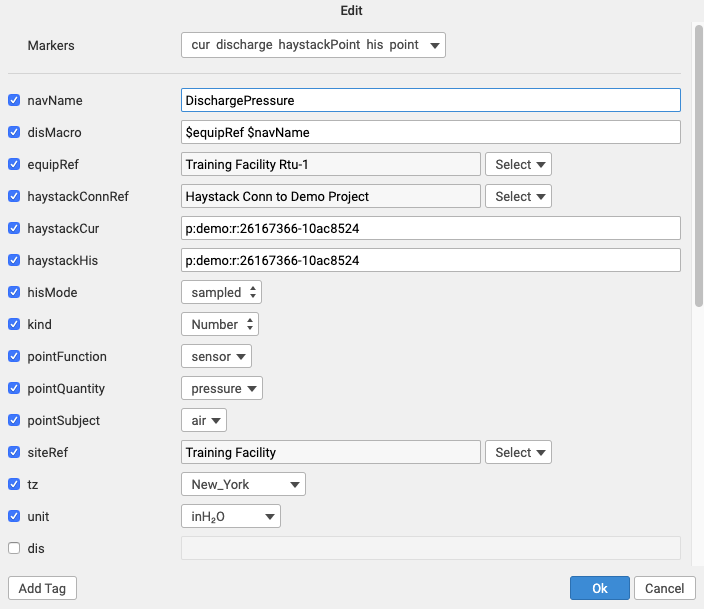 Edit
Markers cur discharge haystackPoint his point
navName DischargePressure
disMacro $equipRef $navName
equipRef Training Facility Rtu-1 Select
haystackConnRef Haystack Conn to Demo Project Select
haystackCur p:demo:r:26167366-10ac8524
haystackHis p:demo:r:26167366-10ac8524
hisMode sampled
kind Number
pointFunction sensor
pointQuantity pressure
pointSubject air
siteRef Training Facility Select
tz New_York
unit inH₂O
dis
Add Tag Ok Cancel